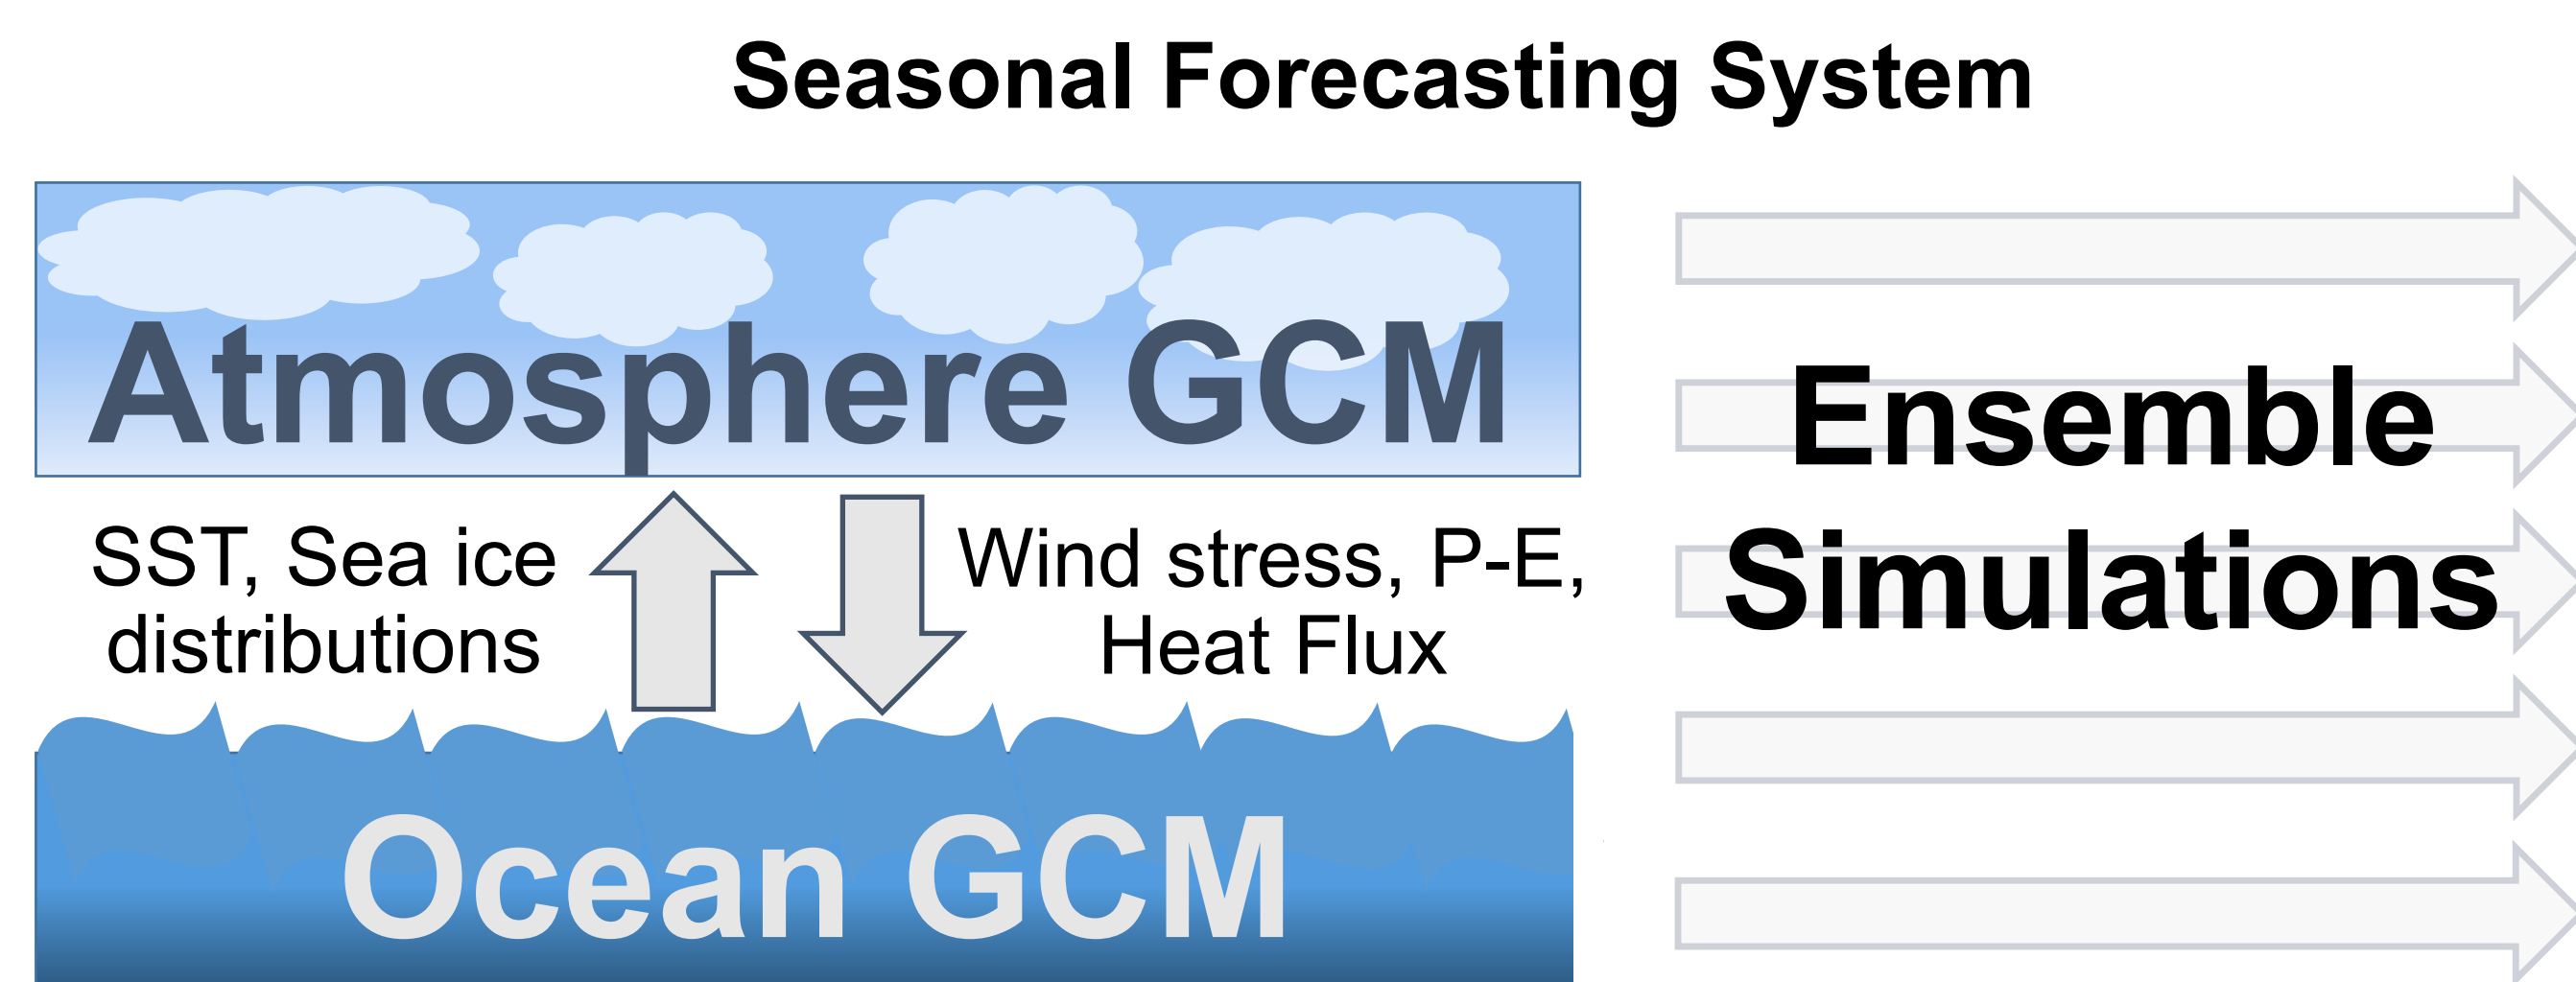 Seasonal Forecasting System
Atmosphere GCM
SST, Sea ice
distributions
Wind stress, P-E,
Heat Flux
Ocean GCM
Ensemble
Simulations